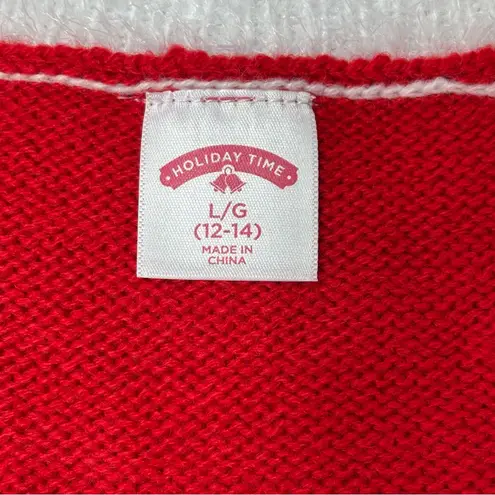 • HOLIDAY TIME •
L/G
(12-14)
MADE IN
CHINA